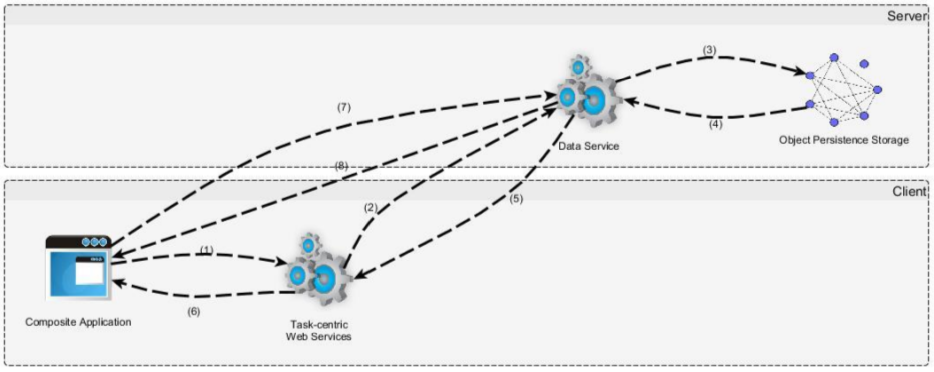 Server
(3)
(7)
(4)
Data Service
Object Persistence Storage
(8)
Client
(2)
(5)
(1)
(6)
Composite Application
Task-centric
Web Services